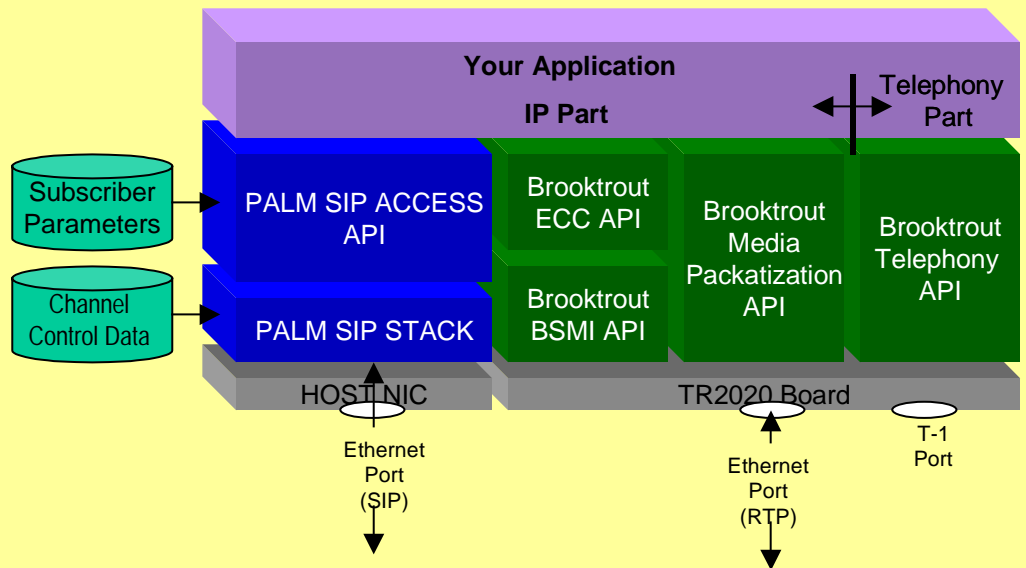 Your Application
IP Part
Telephony
Part
Subscriber
Parameters
Channel
Control Data
PALM SIP ACCESS
API
PALM SIP STACK
Brooktrout
ECC API
Brooktrout
BSMI API
Brooktrout
Media
Packatization
API
Brooktrout
Telephony
API
HOST NIC
TR2020 Board
Ethernet
Port
(SIP)
Ethernet
Port
(RTP)
T-1
Port